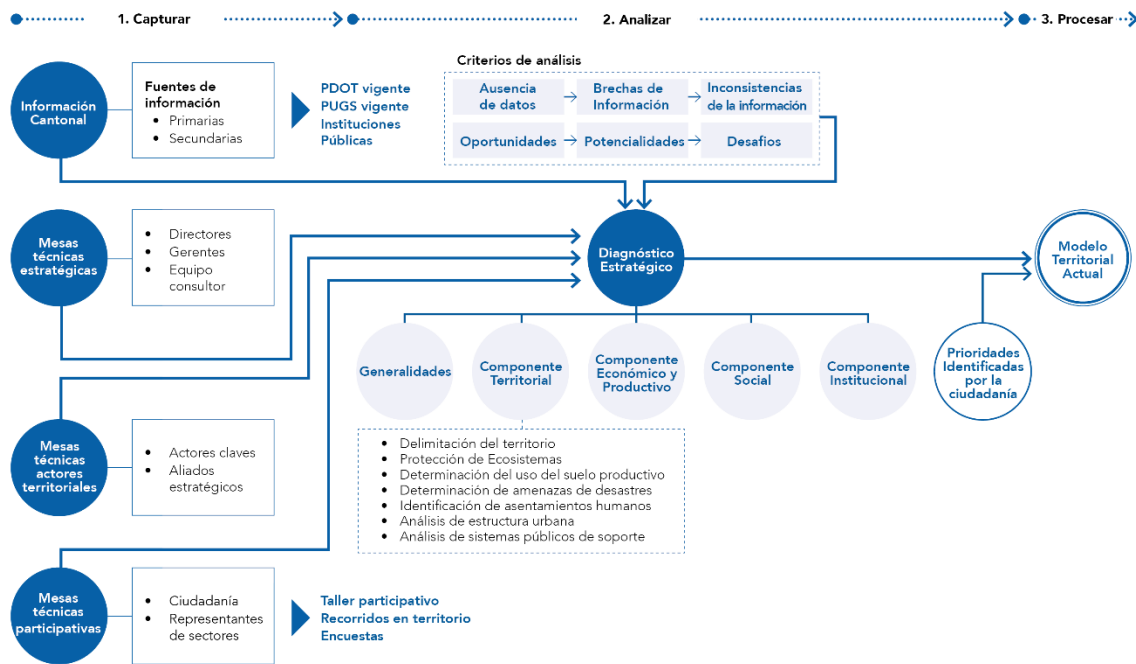 1. Capturar
2. Analizar
3. Procesar
Información
Cantonal
Fuentes de
información
• Primarias
• Secundarias
PDOT vigente
PUGS vigente
Instituciones
Públicas
Criterios de análisis
Ausencia
de datos
Brechas de
Información
Inconsistencias
de la información
Oportunidades
Potencialidades
Desafios
Mesas
técnicas
estratégicas
• Directores
• Gerentes
• Equipo
consultor
Diagnóstico
Estratégico
Modelo
Territorial
Actual
Generalidades
Componente
Territorial
Componente
Económico y
Productivo
Componente
Social
Componente
Institucional
Prioridades
Identificadas
por la
ciudadanía
Mesas
técnicas
actores
territoriales
• Actores claves
• Aliados
estratégicos
• Delimitación del territorio
• Protección de Ecosistemas
• Determinación del uso del suelo productivo
• Determinación de amenazas de desastres
• Identificación de asentamientos humanos
• Análisis de estructura urbana
• Análisis de sistemas públicos de soporte
Mesas
técnicas
participativas
• Ciudadanía
• Representantes
de sectores
Taller participativo
Recorridos en territorio
Encuestas